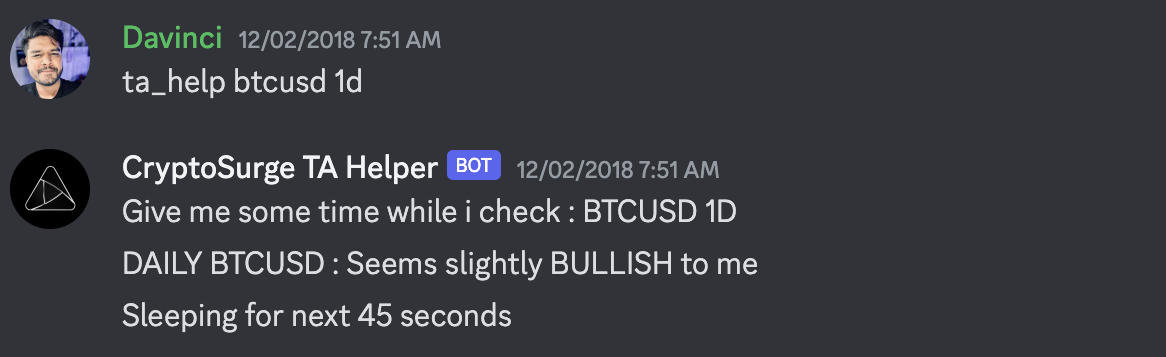 Davinci 12/02/2018 7:51 AM
ta_help btcusd 1d
CryptoSurge TA Helper BOT 12/02/2018 7:51 AM
Give me some time while i check : BTCUSD 1D
DAILY BTCUSD : Seems slightly BULLISH to me
Sleeping for next 45 seconds